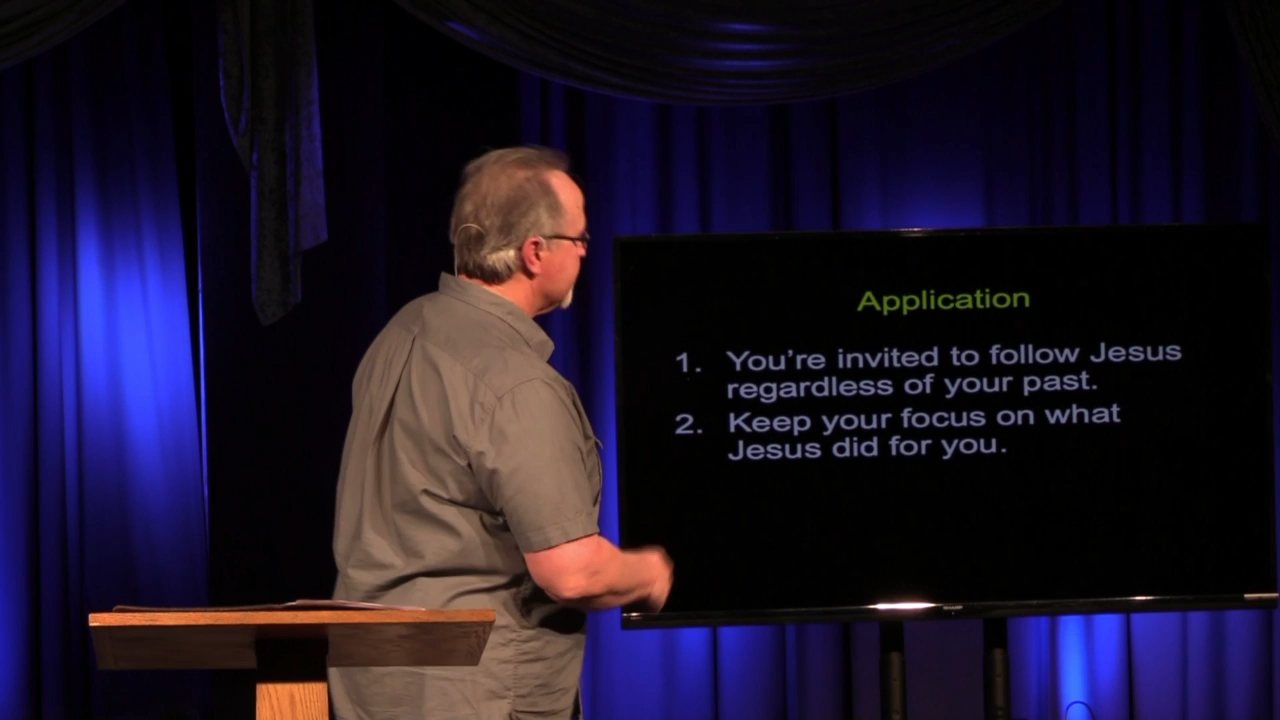 Application
1. You're invited to follow Jesus
regardless of your past.
2. Keep your focus on what
Jesus did for you.